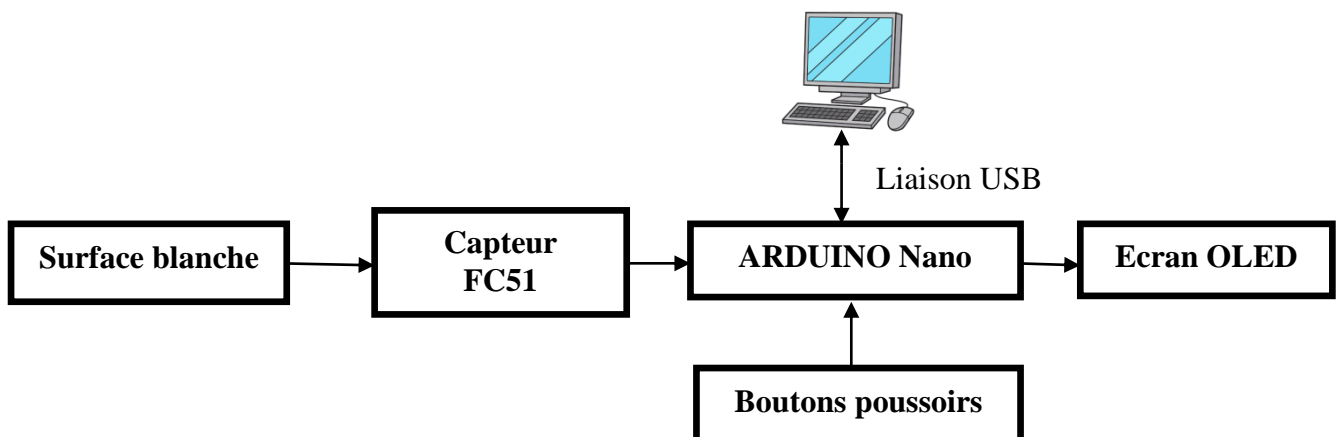 Liaison USB
Surface blanche
Capteur
FC51
ARDUINO Nano
Ecran OLED
Boutons poussoirs